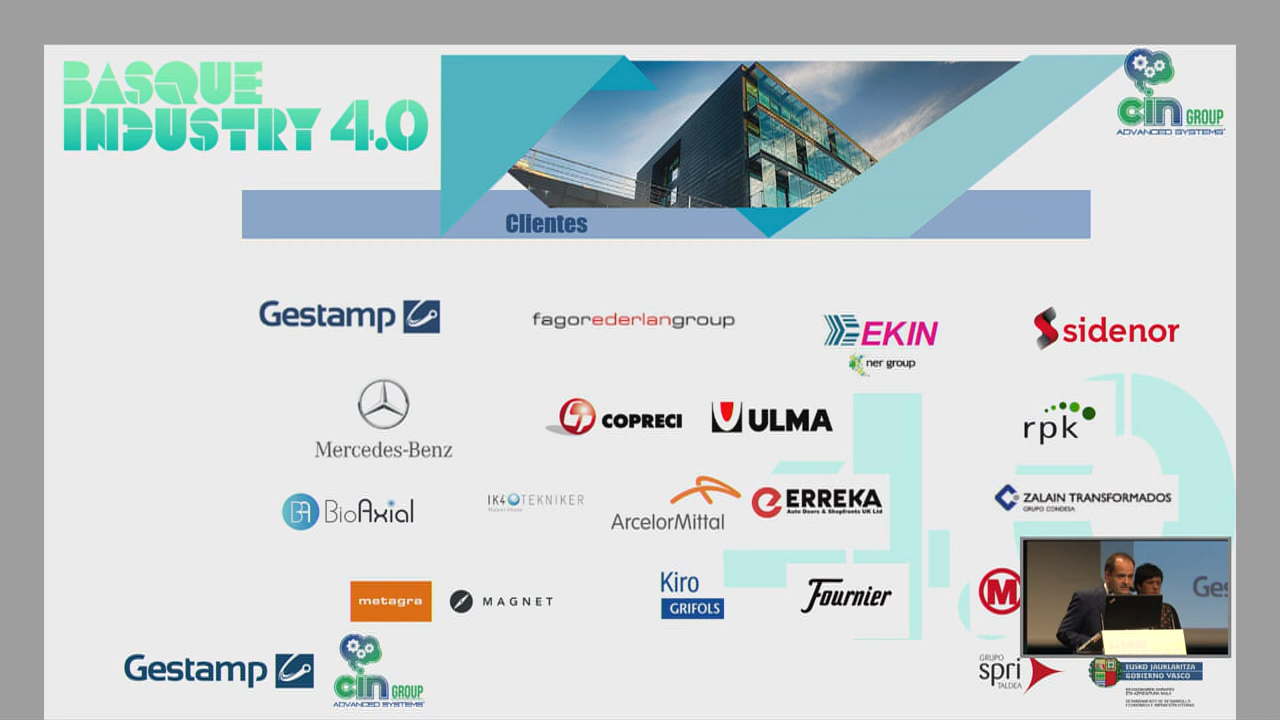 BASQUE
INDUSTRY 4.0
cin GROUP
ADVANCED SYSTEMS
Clientes
Gestamp
fagorederlangroup
EKIN
ner group
sidenor
Mercedes-Benz
COPRECI
ULMA
rpk
BA BioAxial
IK4 TEKNIKER
ArcelorMittal
ERREKA
Auto Doors & Shopfronts UK Ltd
ZALAIN TRANSFORMADOS
GRUPO CONDESA
metagra
MAGNET
Kiro
GRIFOLS
Fournier
M
Ges
Gestamp
cin GROUP
ADVANCED SYSTEMS
GRUPO
spri
TALDEA
EUSKO JAURLARITZA
GOBIERNO VASCO